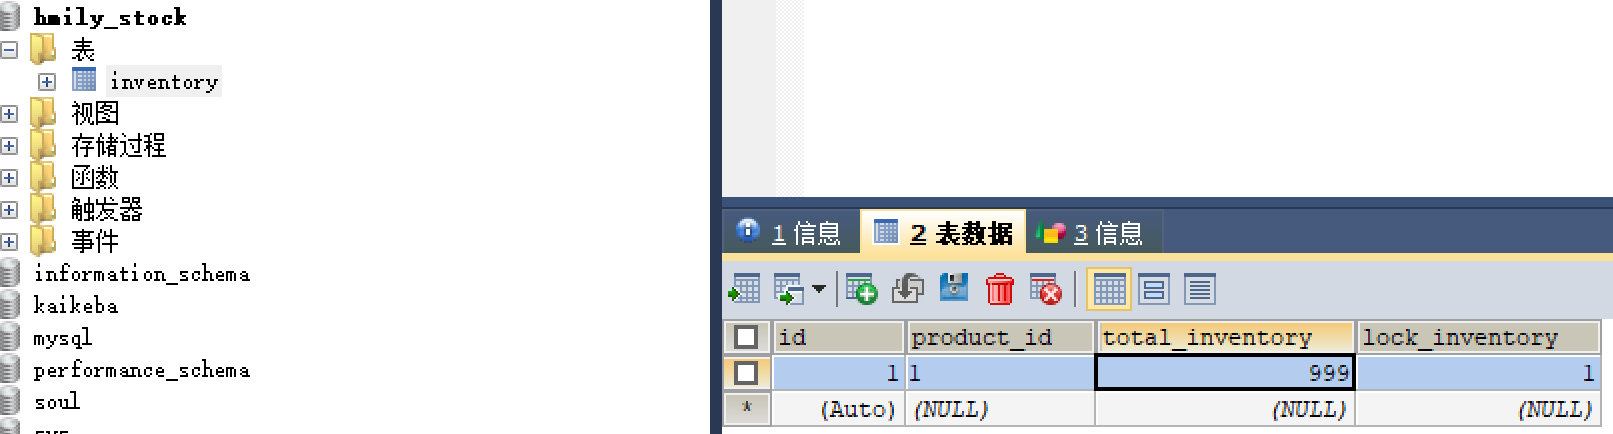 hmily_stock
表
inventory
视图
存储过程
函数
触发器
事件
information_schema
kaikeba
mysql
performance_schema
soul
1 信息
2 表数据
3 信息
id product_id total_inventory lock_inventory
1 1 999 1
* (Auto) (NULL) (NULL) (NULL)